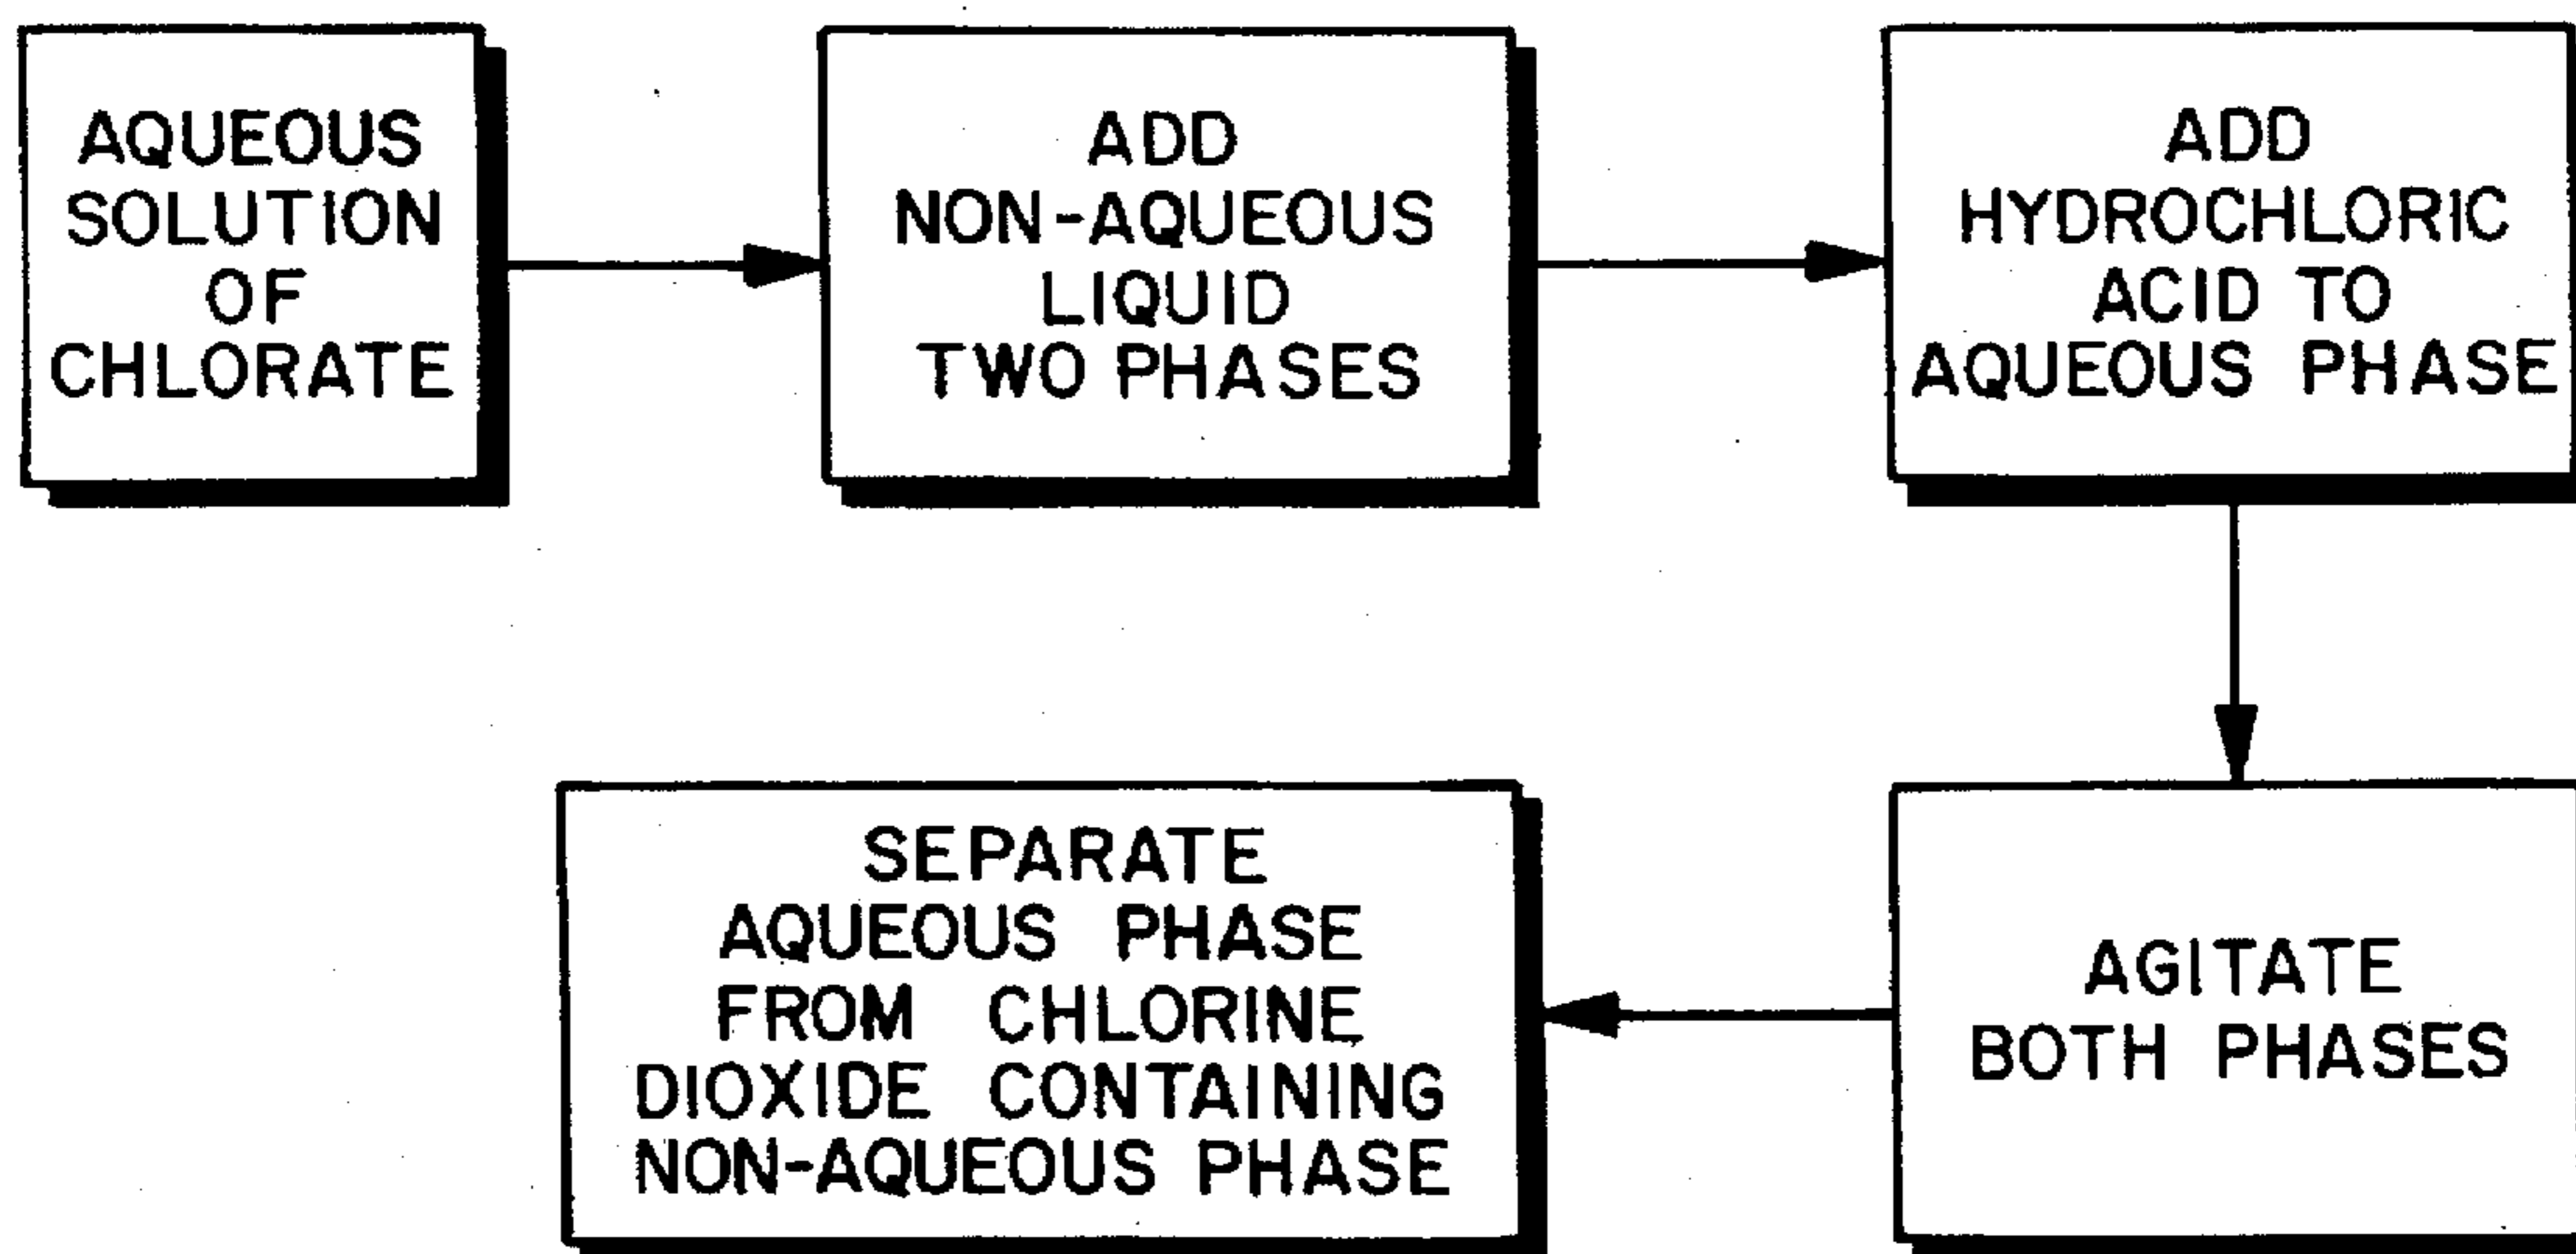 AQUEOUS
SOLUTION
OF
CHLORATE
ADD
NON-AQUEOUS
LIQUID
TWO PHASES
ADD
HYDROCHLORIC
ACID TO
AQUEOUS PHASE
AGITATE
BOTH PHASES
SEPARATE
AQUEOUS PHASE
FROM CHLORINE
DIOXIDE CONTAINING
NON-AQUEOUS PHASE